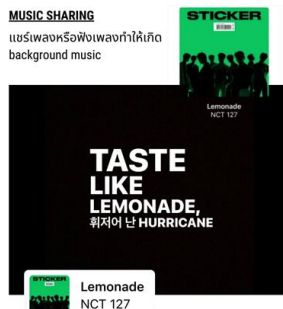 MUSIC SHARING
แชร์เพลงหรือฟังเพลงทำให้เกิด
background music
STICKER
Lemonade
NCT 127
TASTE
LIKE
LEMONADE,
휘저어 난 HURRICANE
STICKER
Lemonade
NCT 127